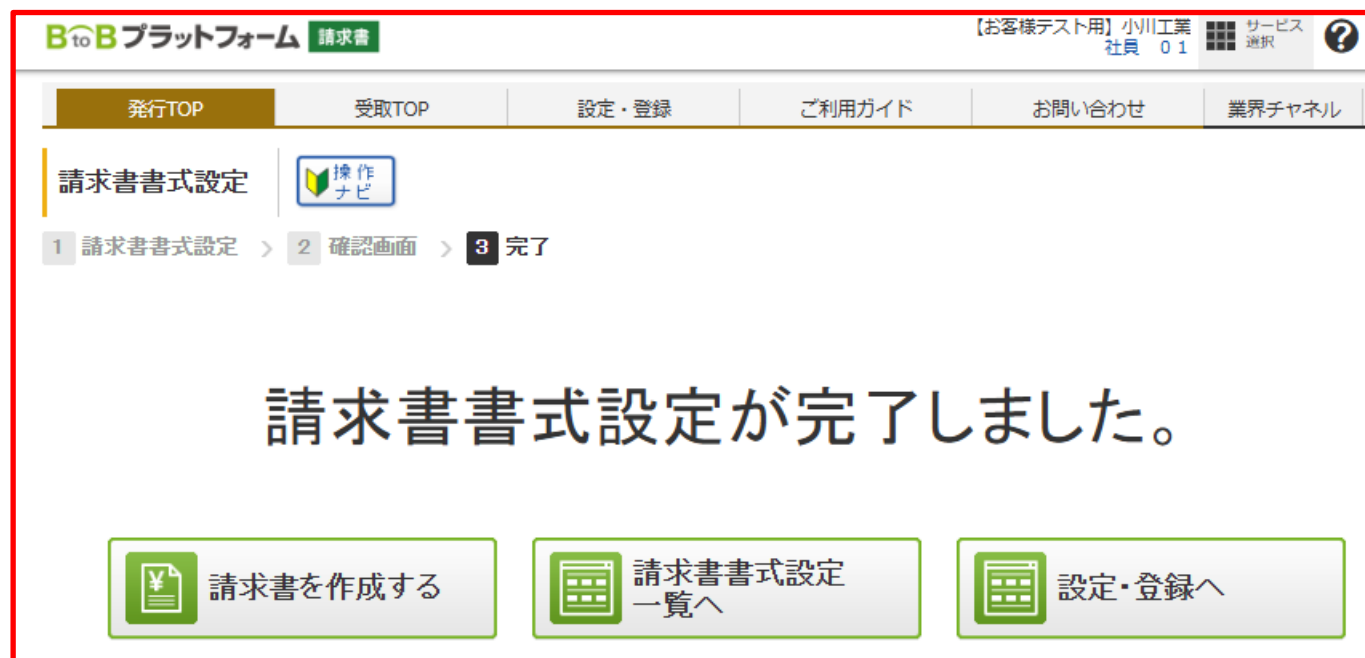 BtoBプラットフォーム 請求書
【お客様テスト用】小川工業
社員 01
サービス
選択
?
発行TOP 受取TOP 設定・登録 ご利用ガイド お問い合わせ 業界チャネル
請求書書式設定
操作
ナビ
1 請求書書式設定 > 2 確認画面 > 3 完了
請求書書式設定が完了しました。
請求書を作成する
請求書書式設定
一覧へ
設定・登録へ